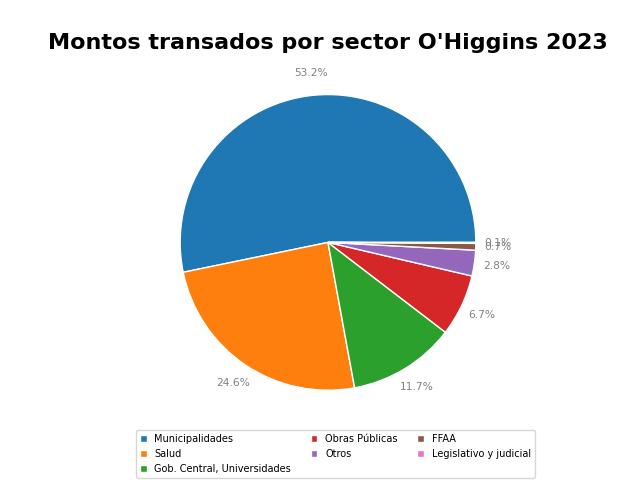 Montos transados por sector O'Higgins 2023
53.2%
0.1%
0.7%
2.8%
6.7%
24.6%
11.7%
Municipalidades
Salud
Gob. Central, Universidades
Obras Públicas
Otros
FFAA
Legislativo y judicial